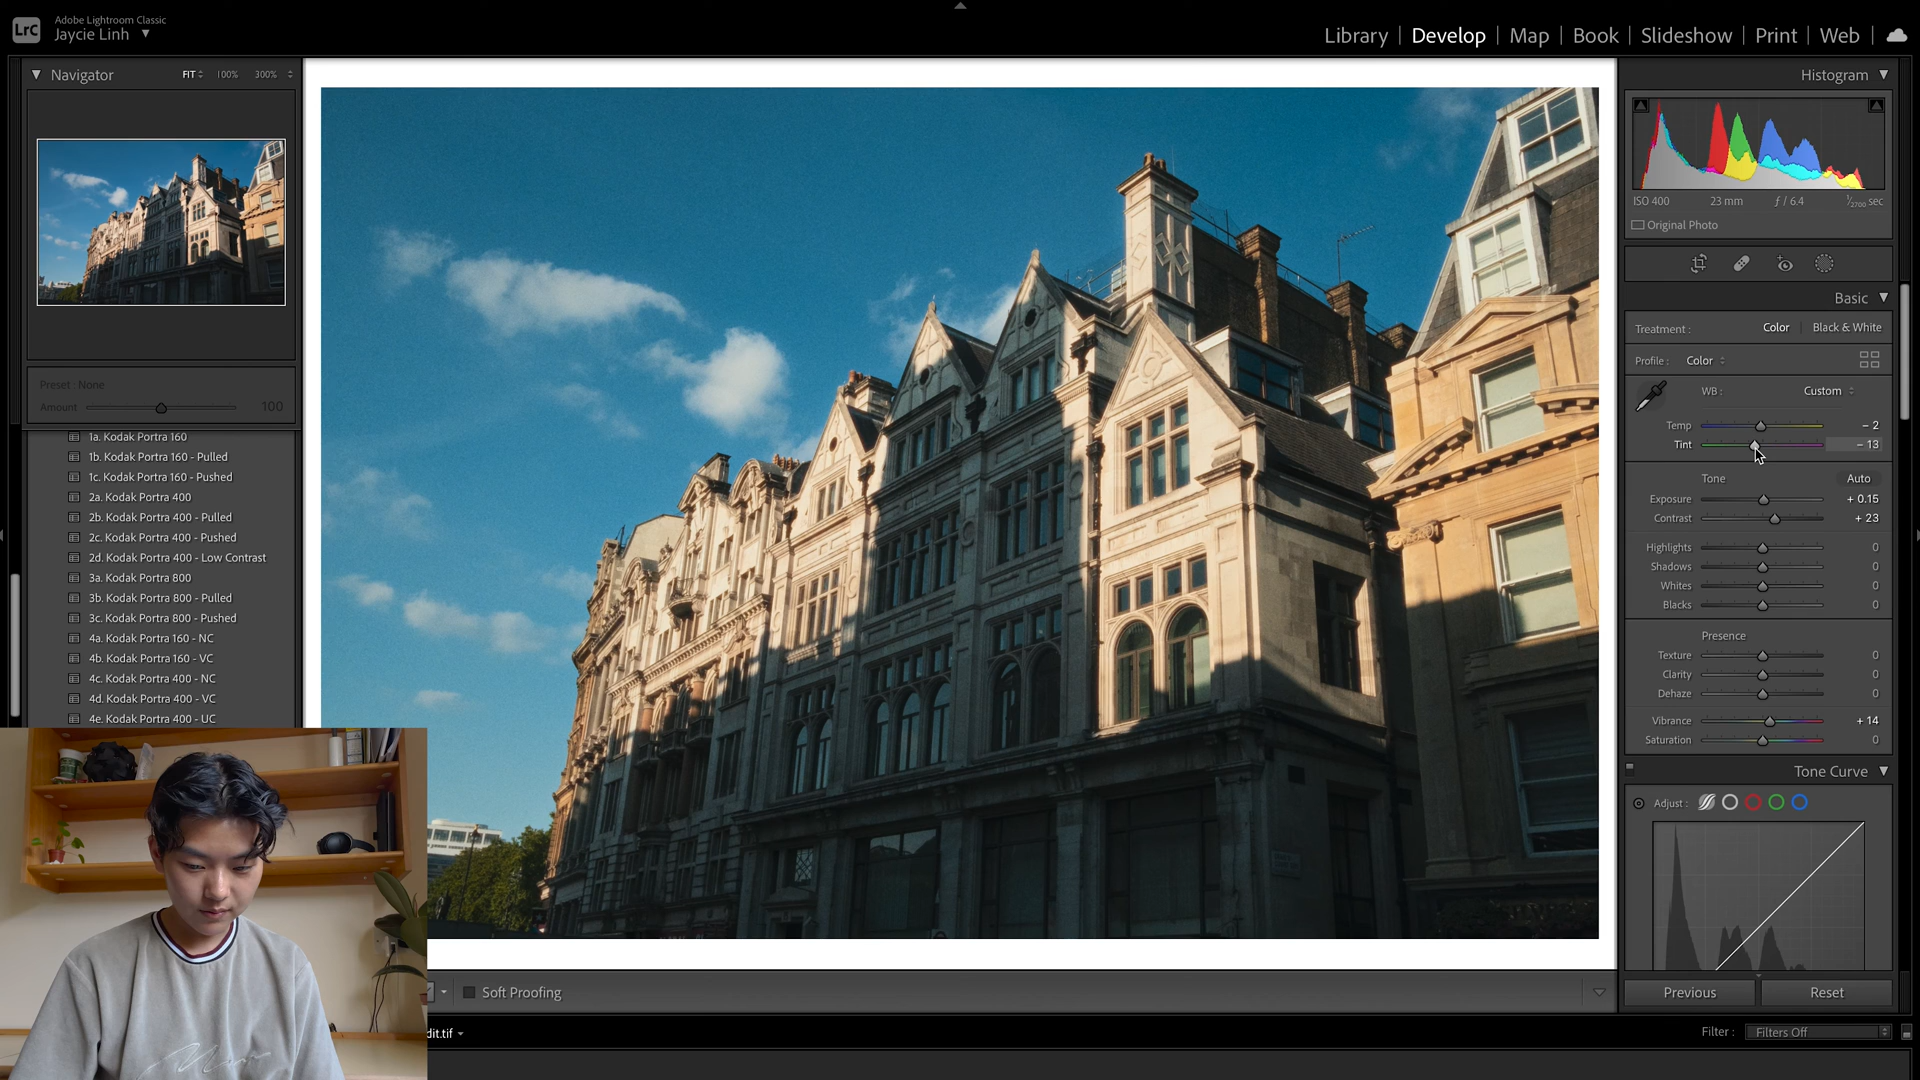 LrC
Adobe Lightroom Classic
Jaycie Linh
Library | Develop | Map | Book | Slideshow | Print | Web
Navigator FIT 100% 300%
Preset: None
Amount 100
1a. Kodak Portra 160
1b. Kodak Portra 160 - Pulled
1c. Kodak Portra 160 - Pushed
2a. Kodak Portra 400
2b. Kodak Portra 400 - Pulled
2c. Kodak Portra 400 - Pushed
2d. Kodak Portra 400 - Low Contrast
3a. Kodak Portra 800
3b. Kodak Portra 800 - Pulled
3c. Kodak Portra 800 - Pushed
4a. Kodak Portra 160 - NC
4b. Kodak Portra 160 - VC
4c. Kodak Portra 400 - NC
4d. Kodak Portra 400 - VC
4e. Kodak Portra 400 - UC
Soft Proofing
dit.tif
Histogram
ISO 400 23 mm ƒ / 6.4 1/2700 sec
Original Photo
Basic
Treatment : Color | Black & White
Profile : Color
WB : Custom
Temp - 2
Tint - 13
Tone Auto
Exposure + 0.15
Contrast + 23
Highlights 0
Shadows 0
Whites 0
Blacks 0
Presence
Texture 0
Clarity 0
Dehaze 0
Vibrance + 14
Saturation 0
Tone Curve
Adjust :
Previous Reset
Filter : Filters Off